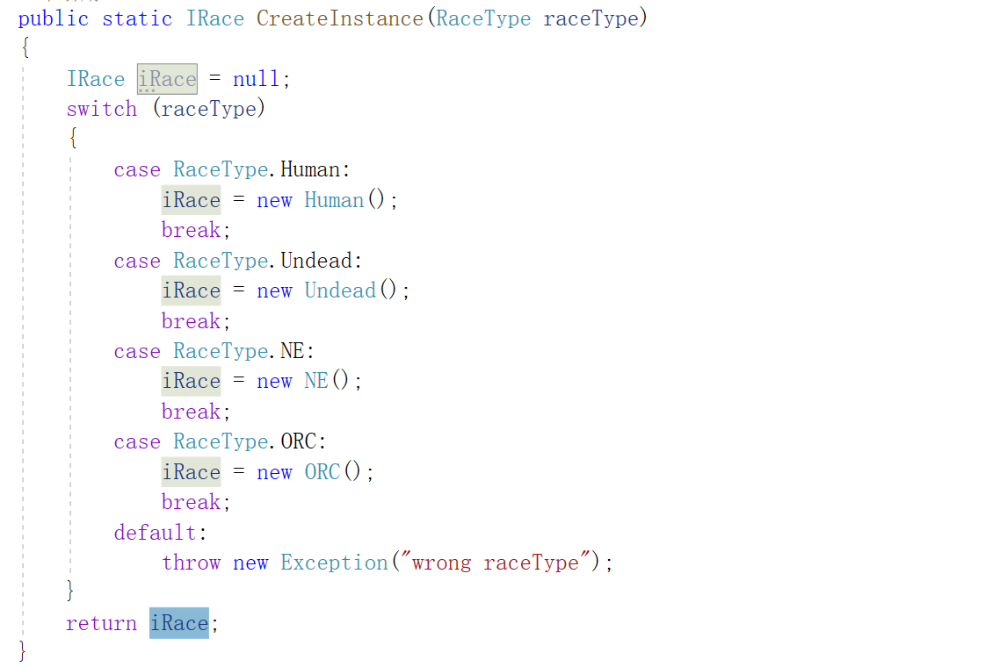 public static IRace CreateInstance(RaceType raceType)
{
    IRace iRace = null;
    switch (raceType)
    {
        case RaceType.Human:
            iRace = new Human();
            break;
        case RaceType.Undead:
            iRace = new Undead();
            break;
        case RaceType.NE:
            iRace = new NE();
            break;
        case RaceType.ORC:
            iRace = new ORC();
            break;
        default:
            throw new Exception("wrong raceType");
    }
    return iRace;
}